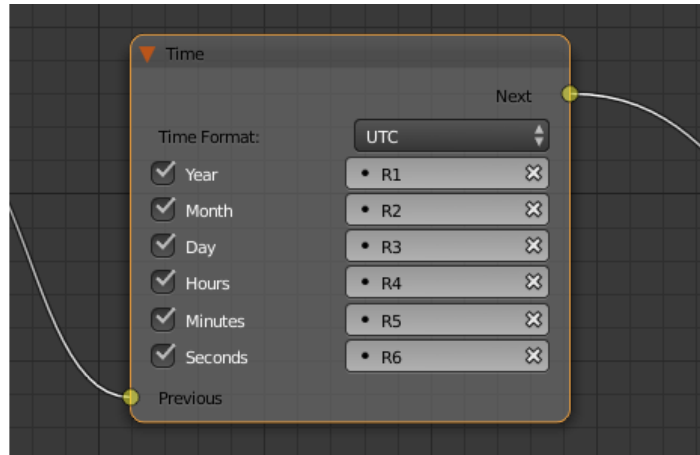 Time
Next
Time Format: UTC
Year R1
Month R2
Day R3
Hours R4
Minutes R5
Seconds R6
Previous